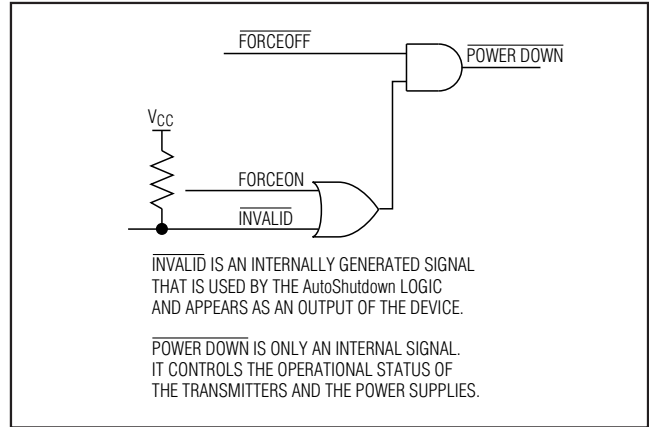 FORCEOFF
POWER DOWN
VCC
FORCEON
INVALID
INVALID IS AN INTERNALLY GENERATED SIGNAL
THAT IS USED BY THE AutoShutdown LOGIC
AND APPEARS AS AN OUTPUT OF THE DEVICE.
POWER DOWN IS ONLY AN INTERNAL SIGNAL.
IT CONTROLS THE OPERATIONAL STATUS OF
THE TRANSMITTERS AND THE POWER SUPPLIES.